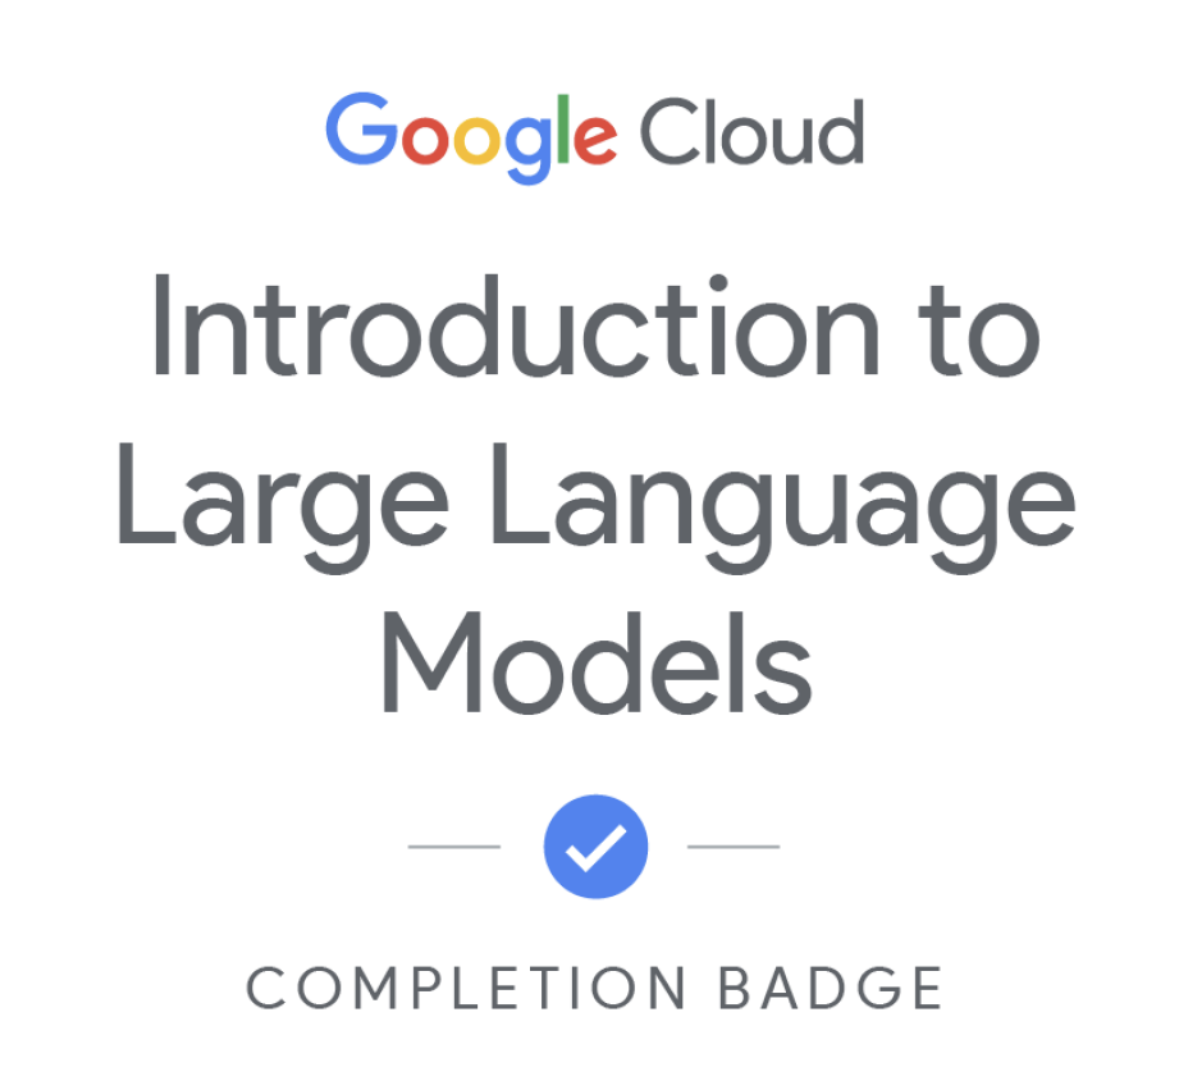 Google Cloud
Introduction to
Large Language
Models
COMPLETION BADGE